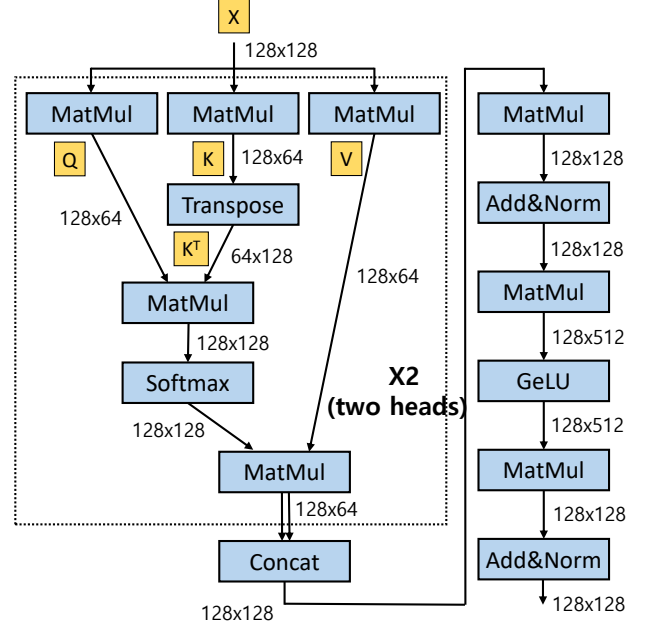 X
128x128
MatMul
MatMul
MatMul
Q
K
128x64
V
128x64
Transpose
Kᵀ
64x128
128x64
MatMul
128x128
Softmax
128x128
X2
(two heads)
MatMul
128x64
Concat
128x128
MatMul
128x128
Add&Norm
128x128
MatMul
128x512
GeLU
128x512
MatMul
128x128
Add&Norm
128x128